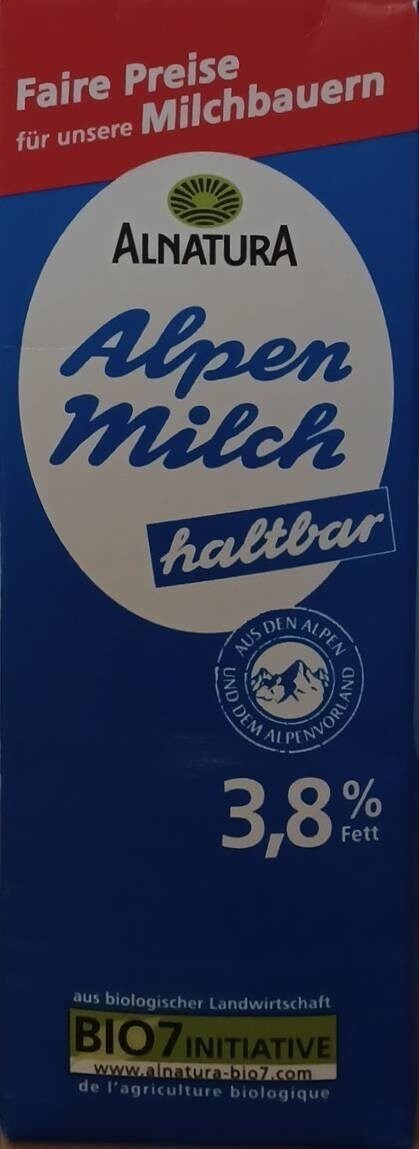 Faire Preise
für unsere Milchbauern
ALNATURA
Alpen
Milch
haltbar
AUS DEN ALPEN
UND DEM ALPENVORLAND
3,8%
Fett
aus biologischer Landwirtschaft
BIO7 INITIATIVE
www.alnatura-bio7.com
de l'agriculture biologique